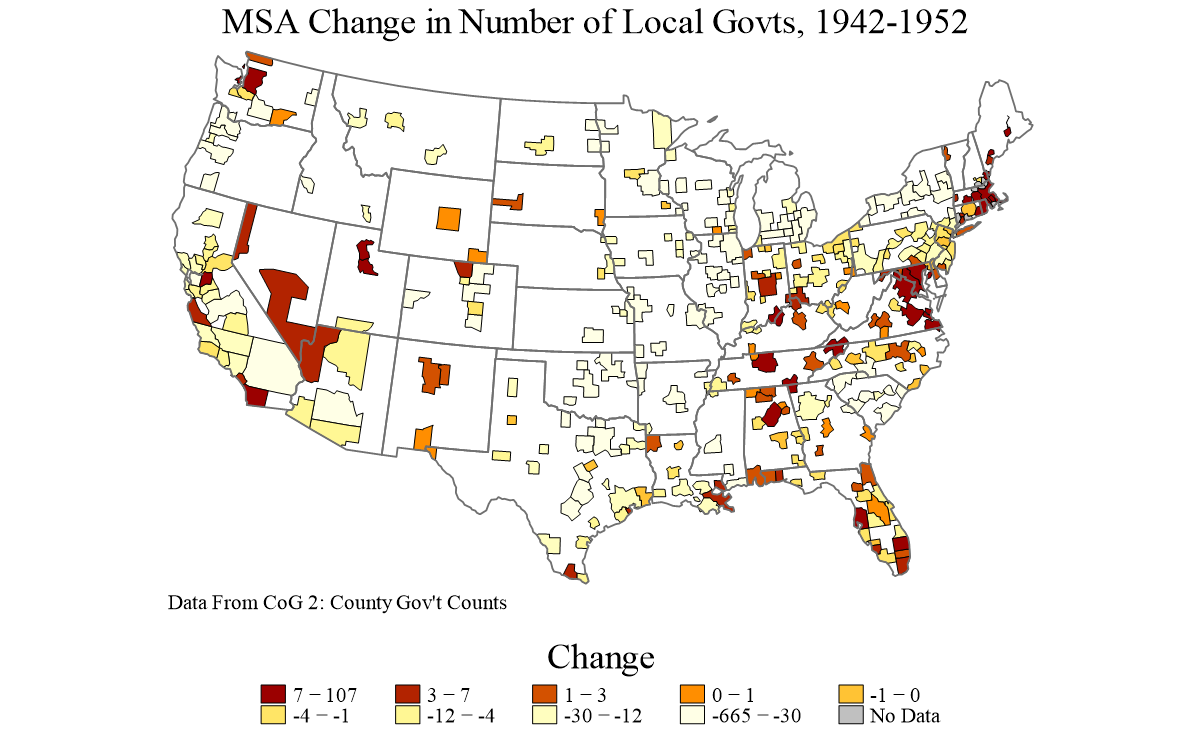 MSA Change in Number of Local Govts, 1942-1952
Data From CoG 2: County Gov't Counts
Change
7 − 107
3 − 7
1 − 3
0 − 1
-1 − 0
-4 − -1
-12 − -4
-30 − -12
-665 − -30
No Data